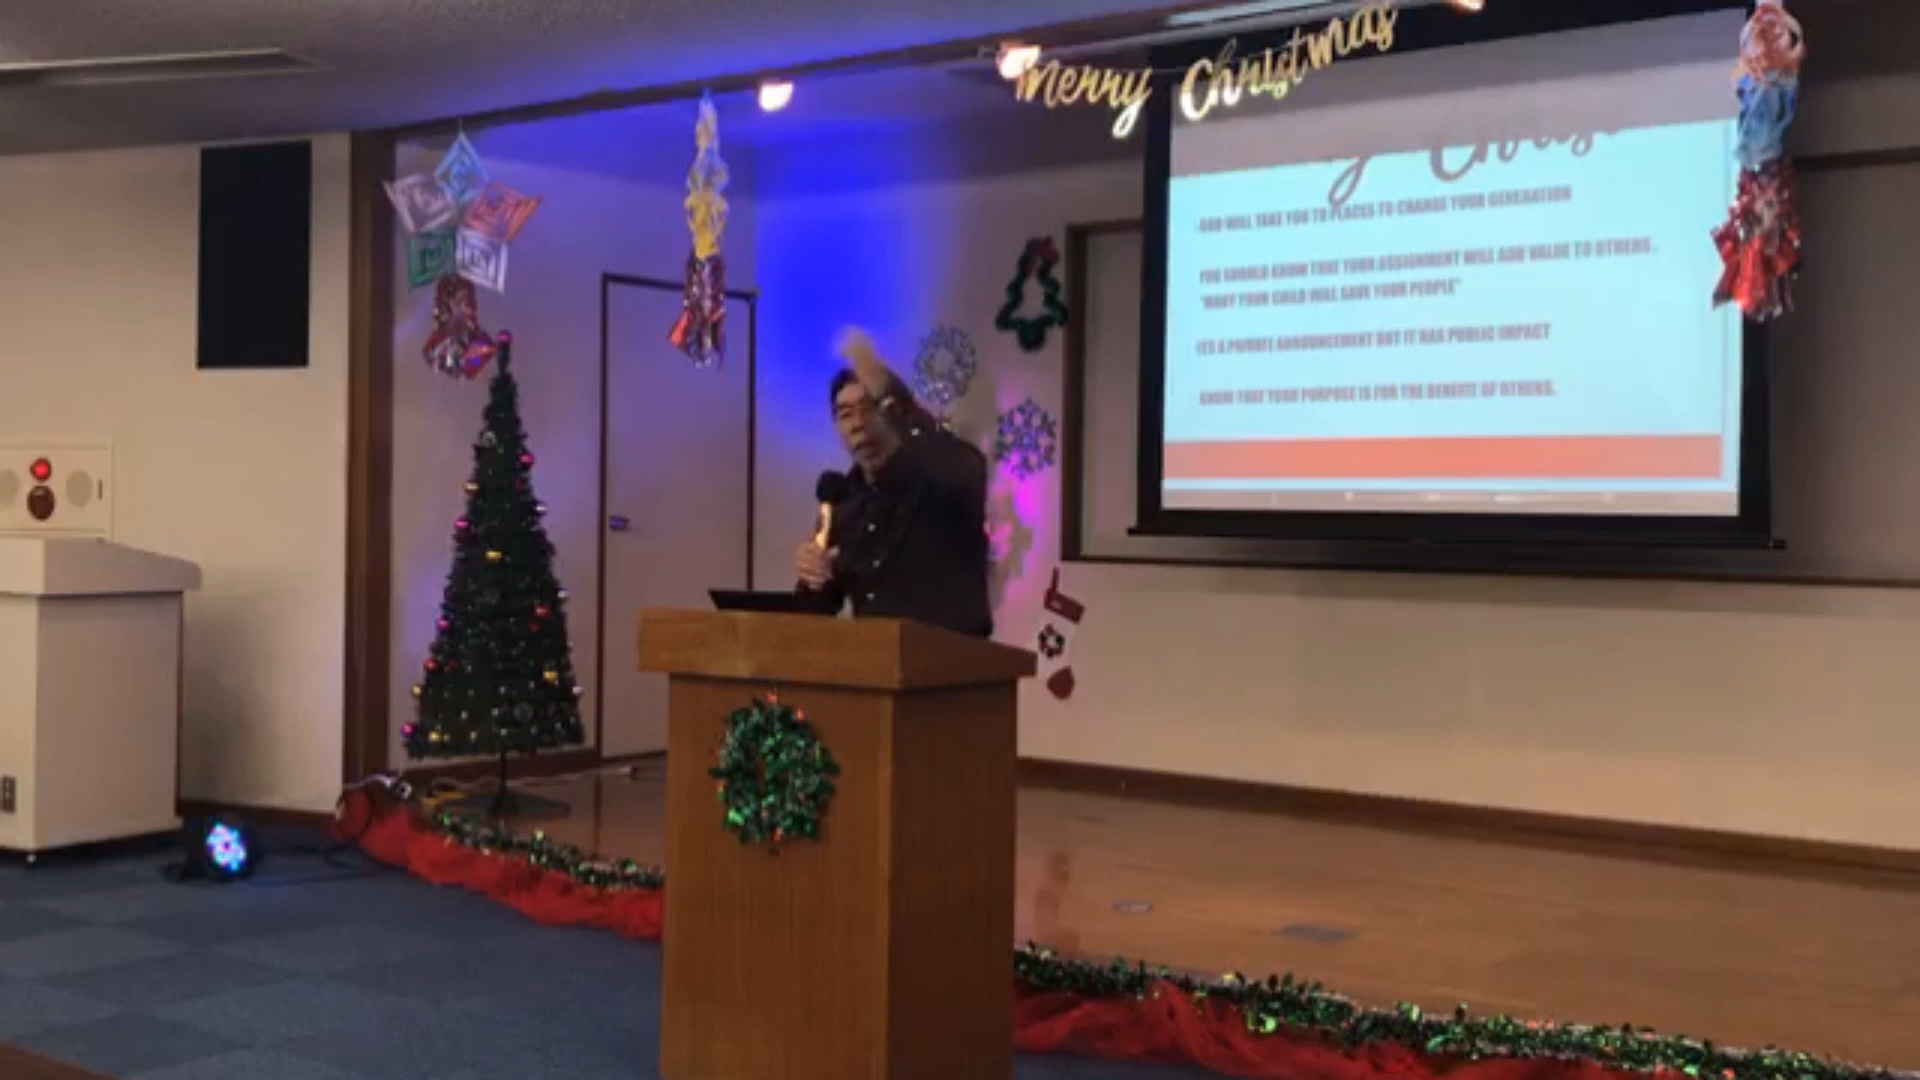 Merry Christmas
- GOD WILL TAKE YOU TO PLACES TO CHANGE YOUR GENERATION
YOU SHOULD KNOW THAT YOUR ASSIGNMENT WILL ADD VALUE TO OTHERS .
"MARY YOUR CHILD WILL SAVE YOUR PEOPLE"
ITS A PRIVATE ANNOUNCEMENT BUT IT HAS PUBLIC IMPACT
KNOW THAT YOUR PURPOSE IS FOR THE BENEFIT OF OTHERS.